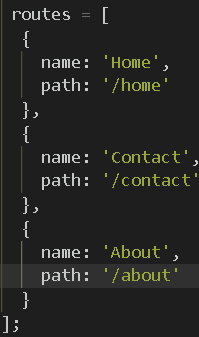 routes = [
{
name: 'Home',
path: '/home'
},
{
name: 'Contact',
path: '/contact'
},
{
name: 'About',
path: '/about'
}
];